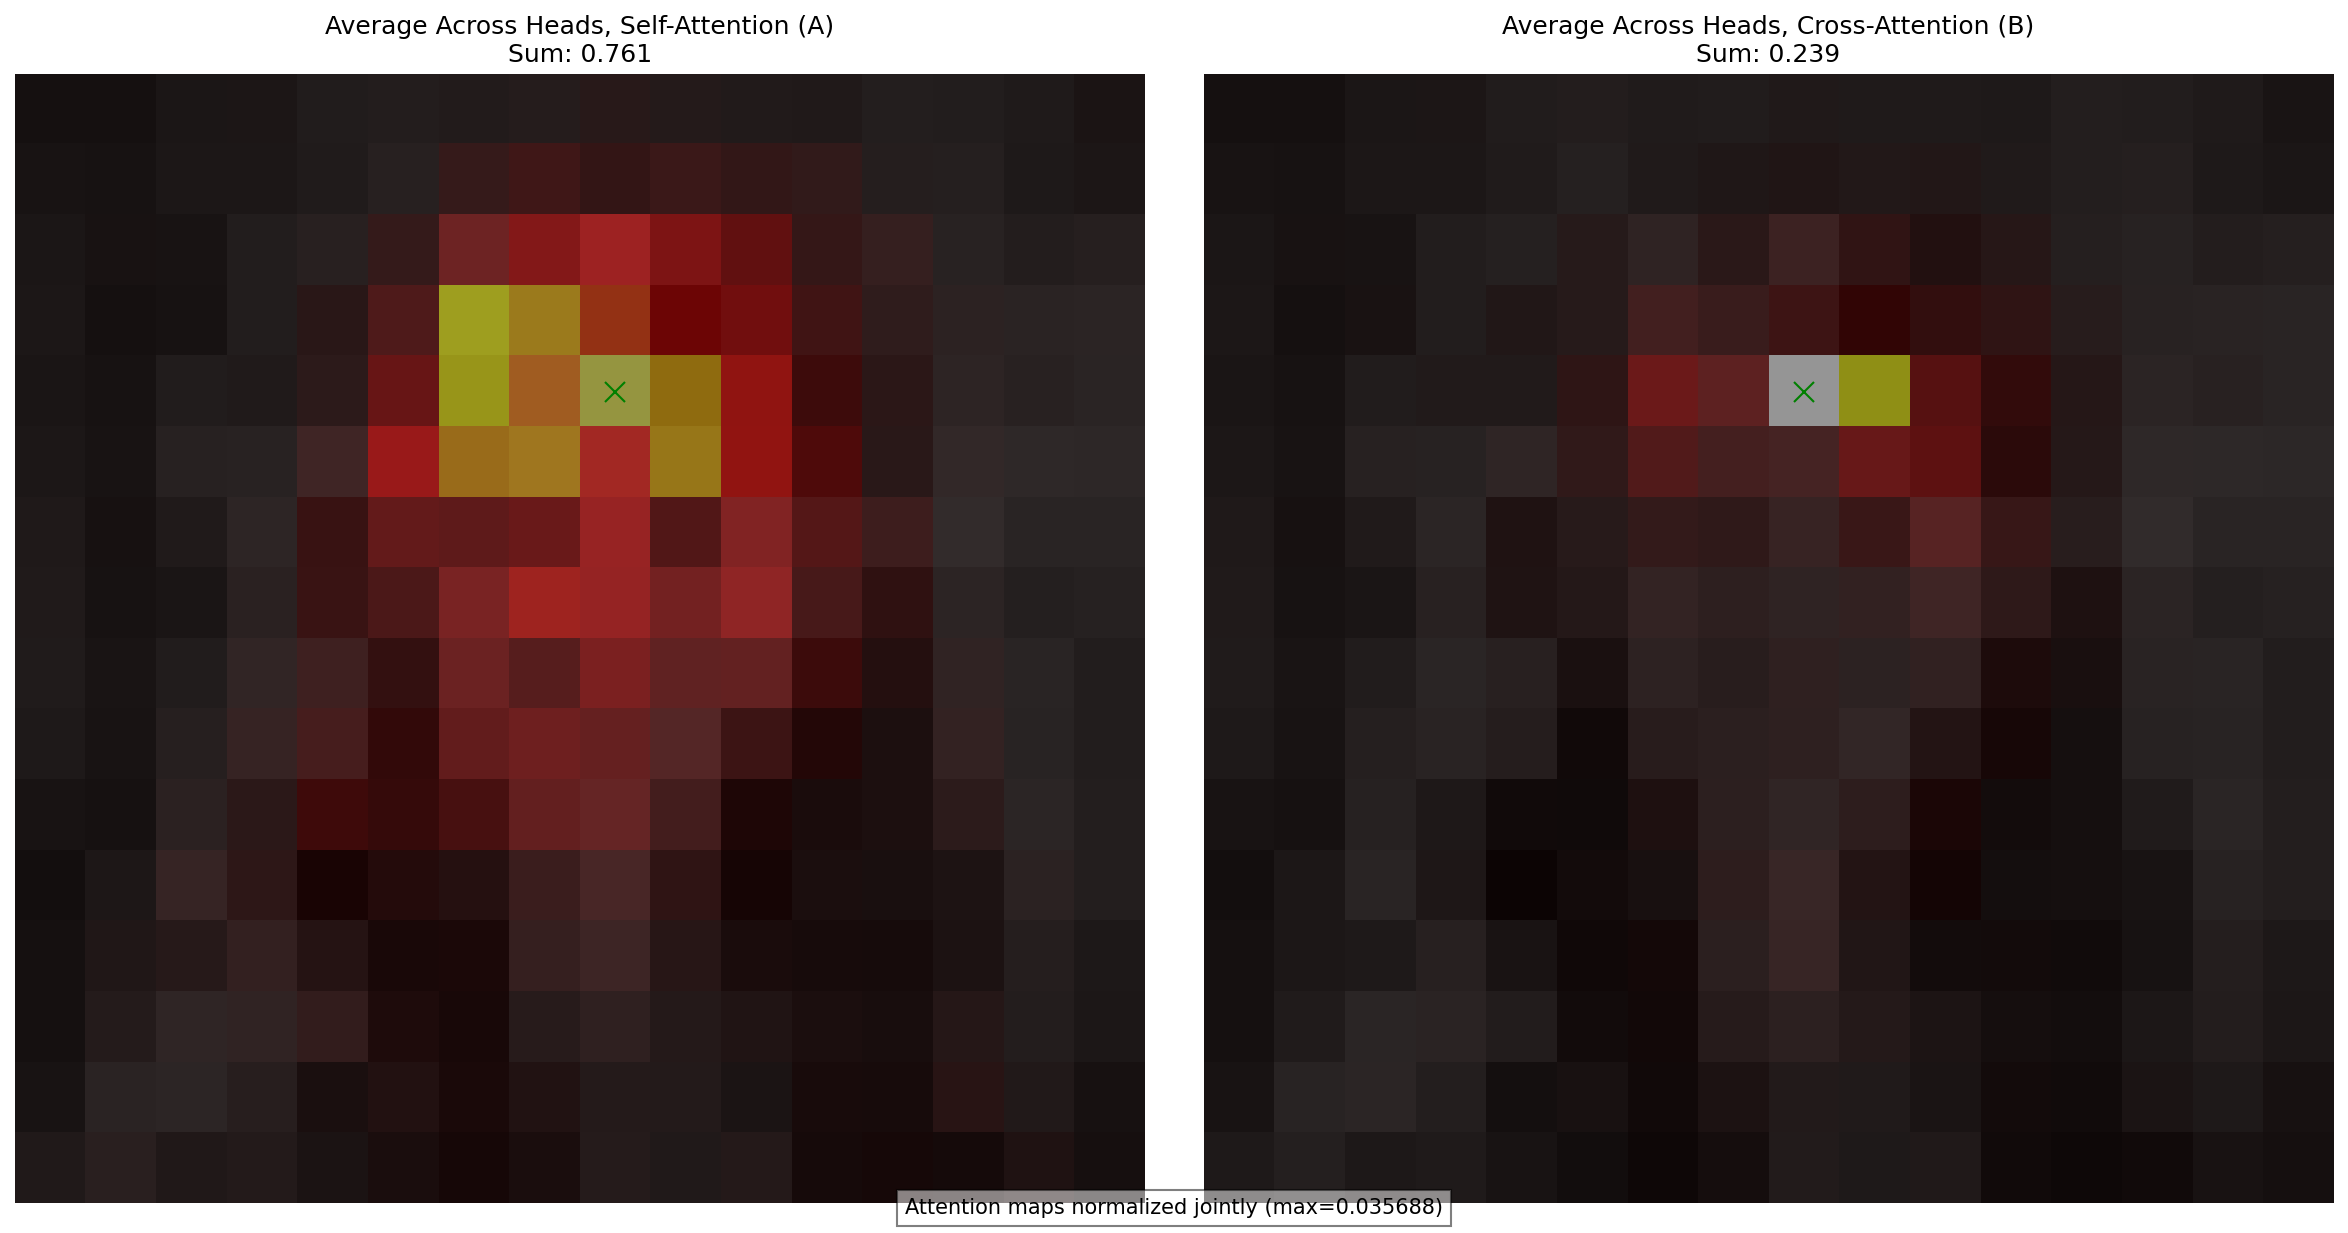 Average Across Heads, Self-Attention (A)
Sum: 0.761
Average Across Heads, Cross-Attention (B)
Sum: 0.239
Attention maps normalized jointly (max=0.035688)